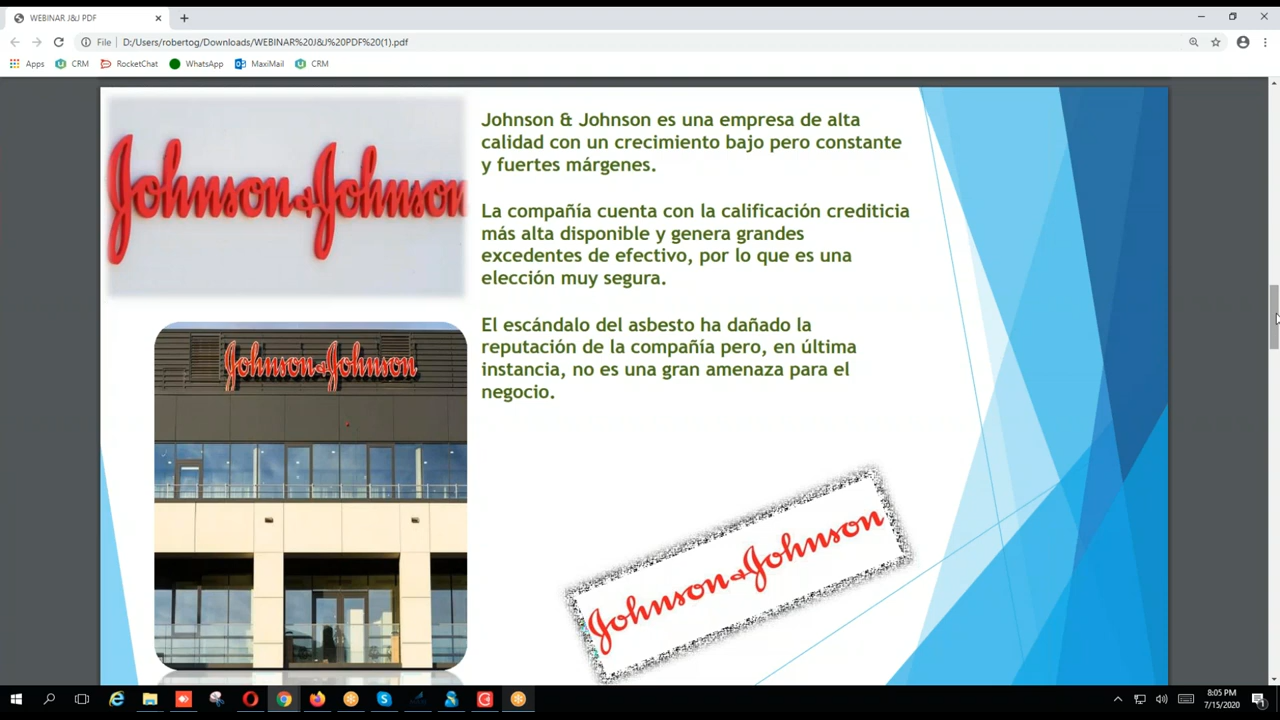 WEBINAR J&J PDF
File
D:/Users/robertog/Downloads/WEBINAR%20J&J%20PDF%20(1).pdf
Apps
CRM
RocketChat
WhatsApp
MaxiMail
CRM
Johnson & Johnson
Johnson & Johnson es una empresa de alta
calidad con un crecimiento bajo pero constante
y fuertes márgenes.
La compañía cuenta con la calificación crediticia
más alta disponible y genera grandes
excedentes de efectivo, por lo que es una
elección muy segura.
El escándalo del asbesto ha dañado la
reputación de la compañía pero, en última
instancia, no es una gran amenaza para el
negocio.
Johnson & Johnson
Johnson & Johnson
8:05 PM
7/15/2020